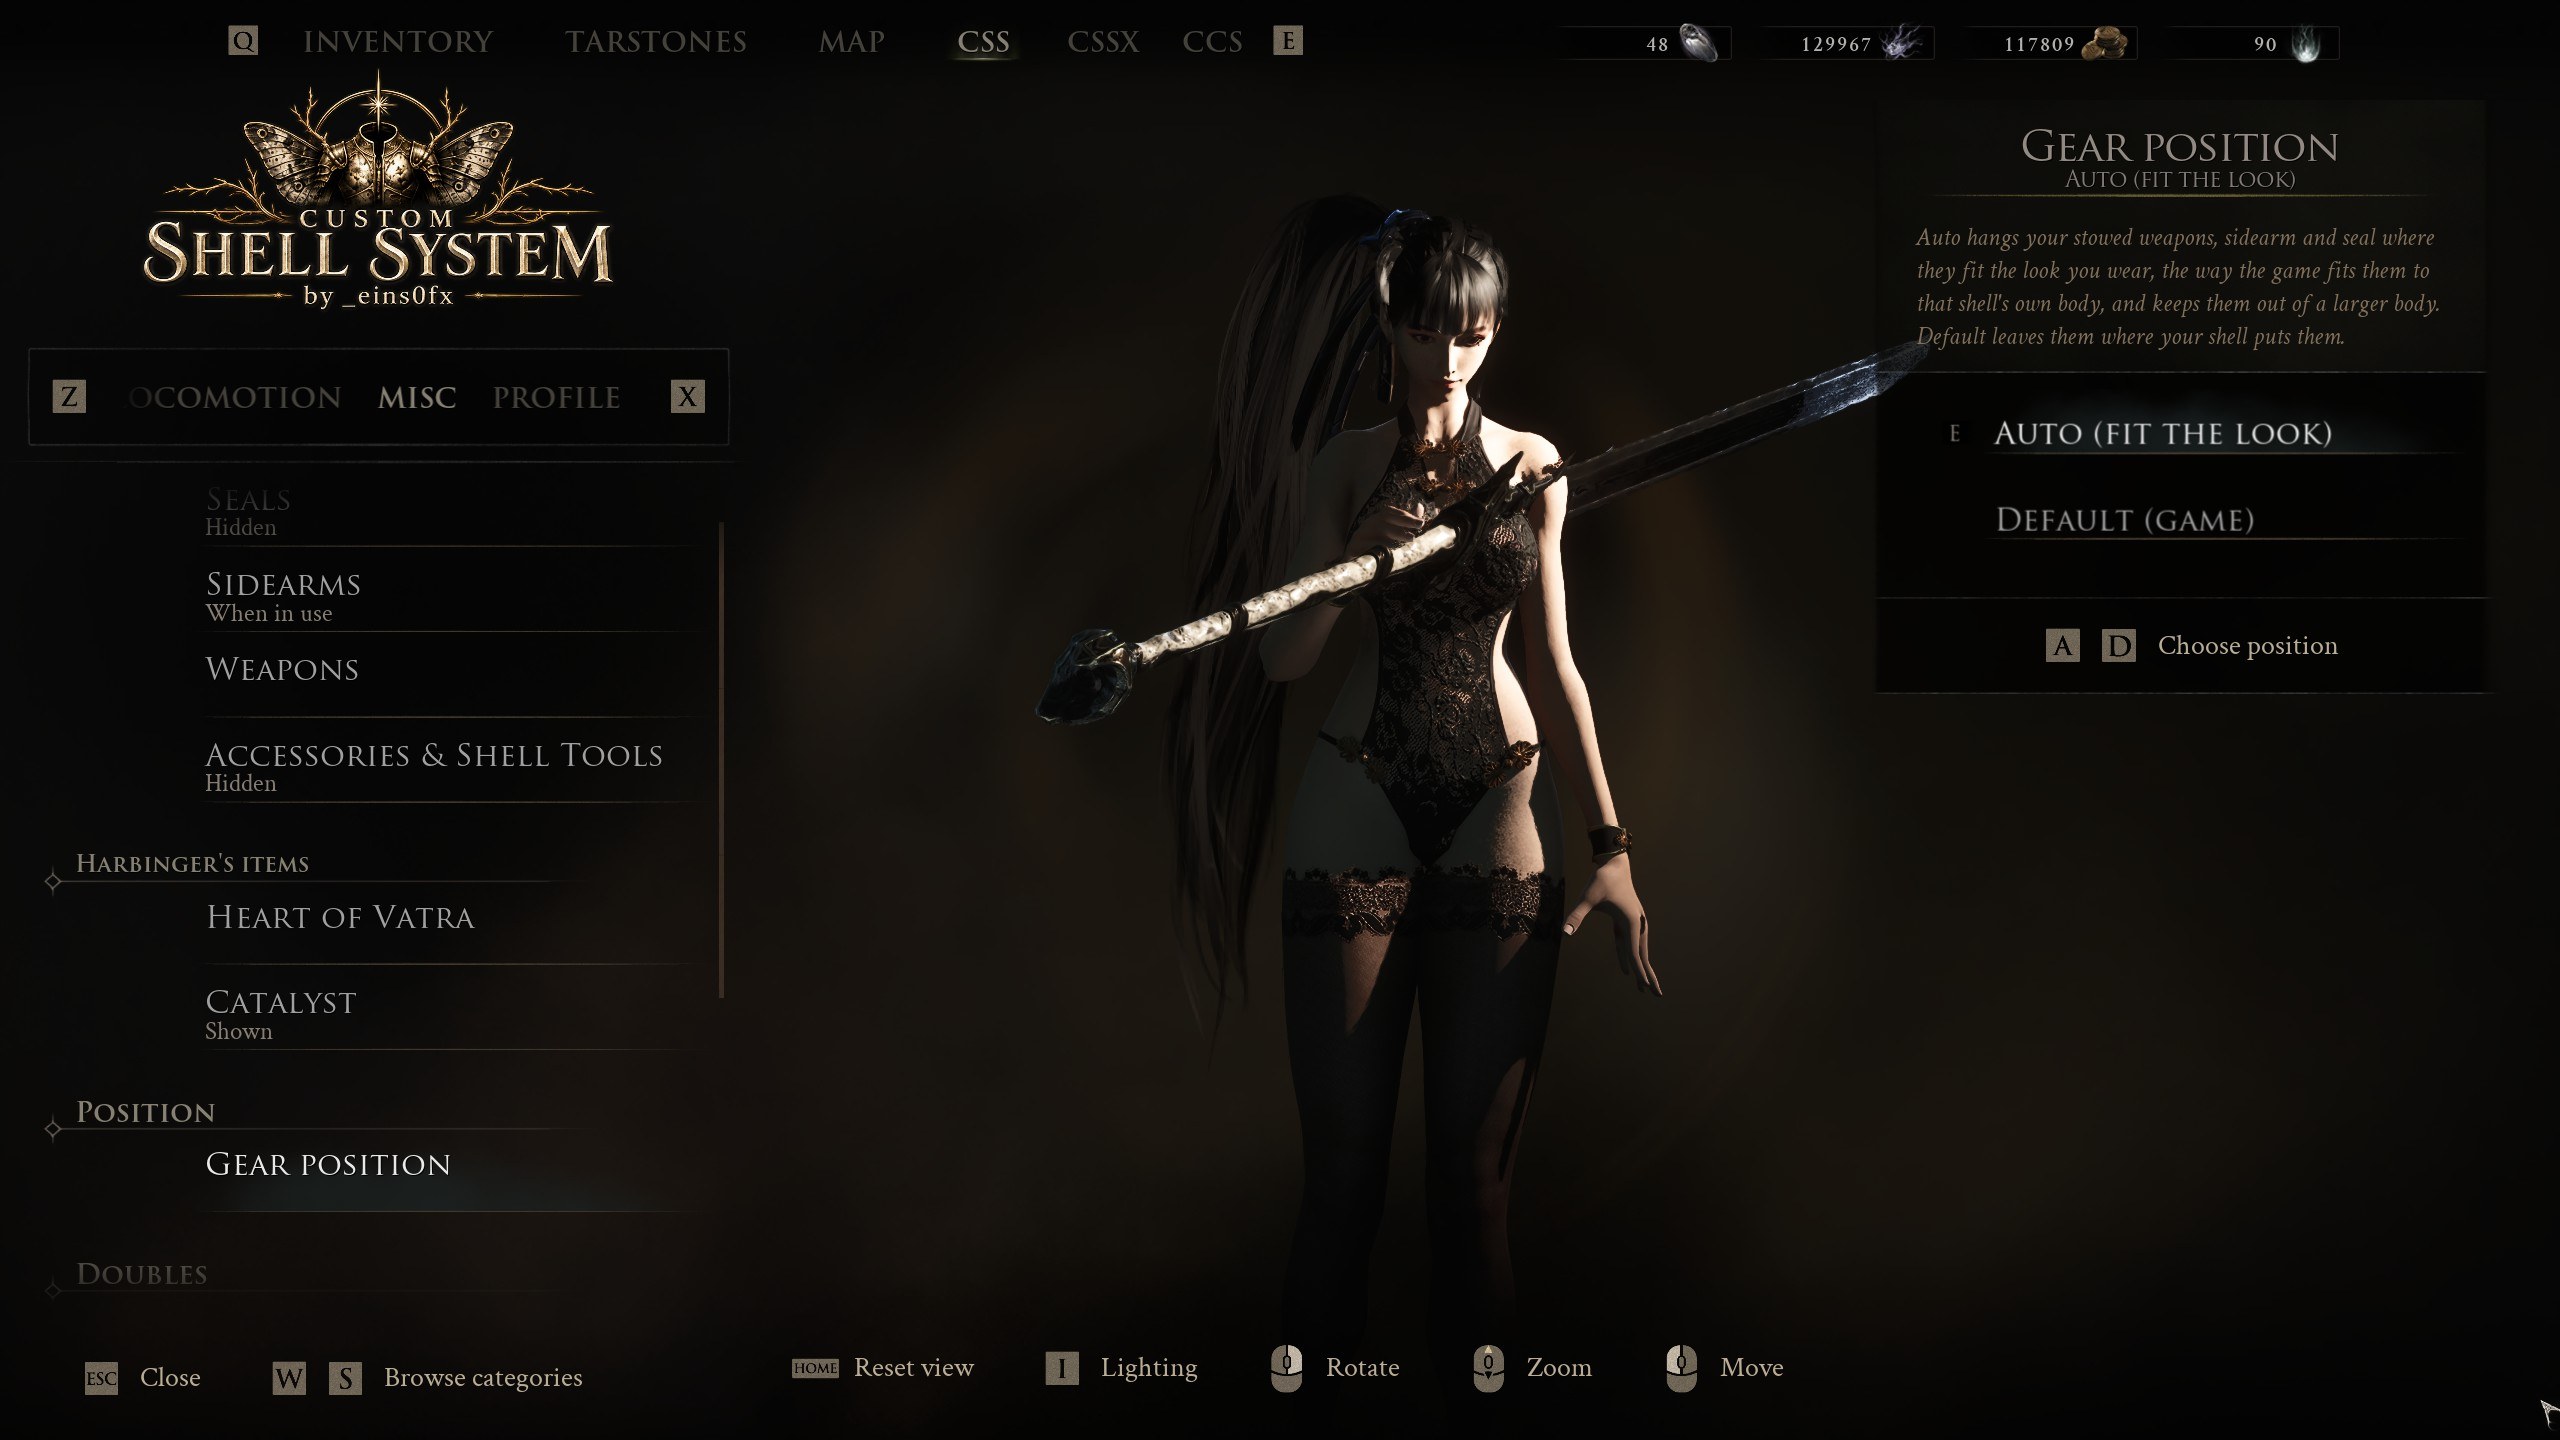 Q INVENTORY TARSTONES MAP CSS CSSX CCS E
48 129967 117809 90
CUSTOM
SHELL SYSTEM
by _eins0fx
Z OCOMOTION MISC PROFILE X
SEALS
Hidden
SIDEARMS
When in use
WEAPONS
ACCESSORIES & SHELL TOOLS
Hidden
HARBINGER'S ITEMS
HEART OF VATRA
CATALYST
Shown
POSITION
GEAR POSITION
DOUBLES
ESC Close W S Browse categories
HOME Reset view I Lighting Rotate Zoom Move
GEAR POSITION
AUTO (FIT THE LOOK)
Auto hangs your stowed weapons, sidearm and seal where
they fit the look you wear, the way the game fits them to
that shell's own body, and keeps them out of a larger body.
Default leaves them where your shell puts them.
E AUTO (FIT THE LOOK)
DEFAULT (GAME)
A D Choose position